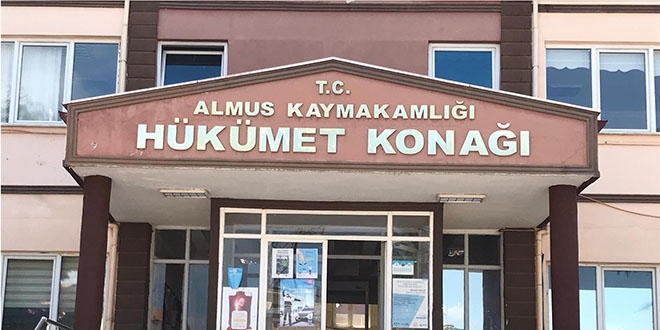 T.C.
ALMUS KAYMAKAMLIĞI
HÜKÜMET KONAĞI